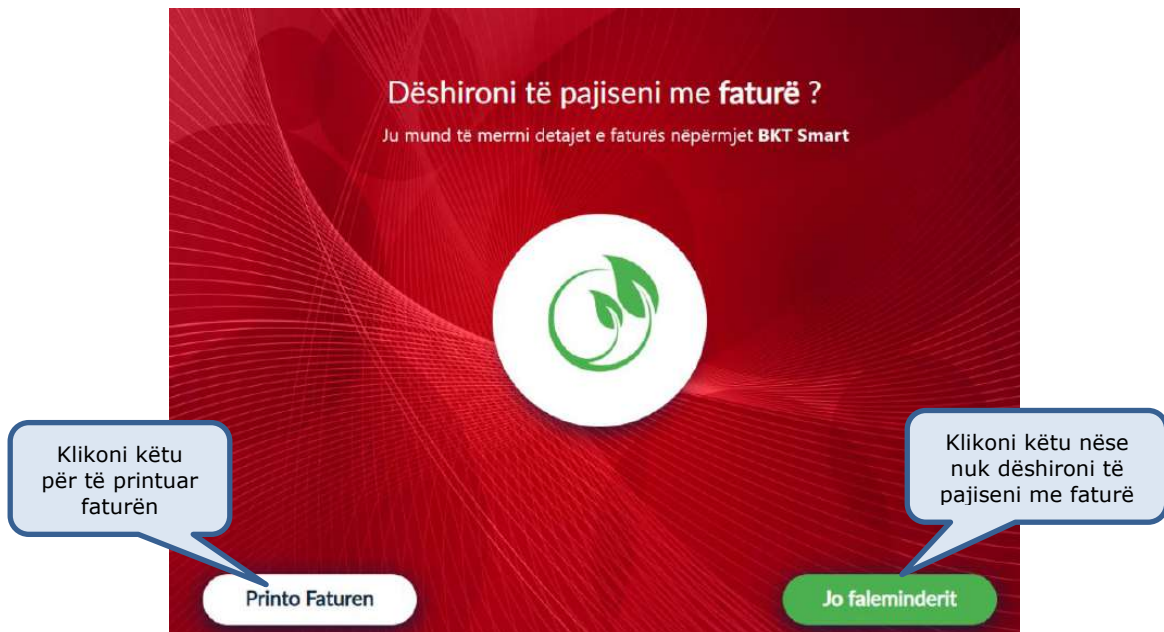 Dëshironi të pajiseni me faturë ?
Ju mund të merrni detajet e faturës nëpërmjet BKT Smart
Klikoni këtu
për të printuar
faturën
Klikoni këtu nëse
nuk dëshironi të
pajiseni me faturë
Printo Faturen
Jo faleminderit